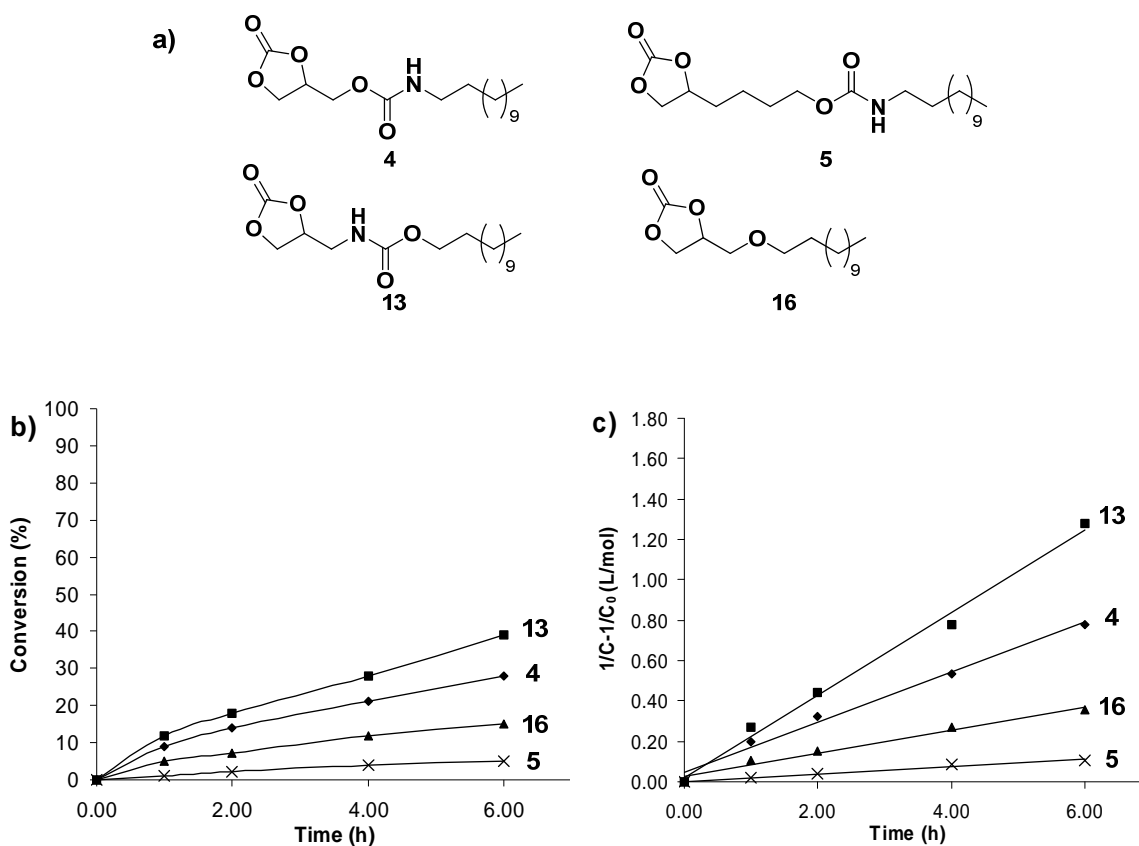 a)
O
O
O
O
O
H
N
9
4
O
O
O
O
O
N
H
9
5
O
O
O
H
N
O
O
9
13
O
O
O
O
9
16
b)
Conversion (%)
100
90
80
70
60
50
40
30
20
10
0
13
4
16
5
0.00 2.00 4.00 6.00
Time (h)
c)
1/C-1/C₀ (L/mol)
1.80
1.60
1.40
1.20
1.00
0.80
0.60
0.40
0.20
0.00
13
4
16
5
0.00 2.00 4.00 6.00
Time (h)